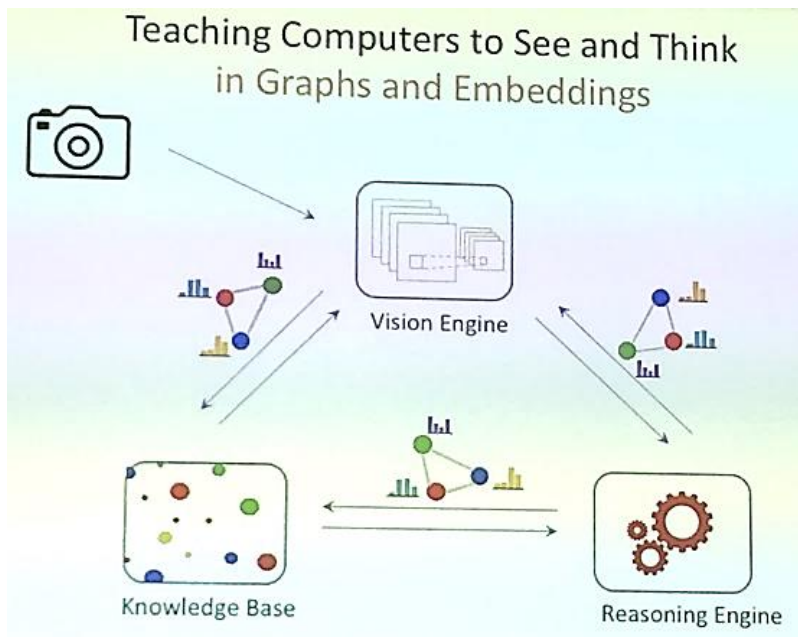 Teaching Computers to See and Think
in Graphs and Embeddings
Vision Engine
Knowledge Base
Reasoning Engine